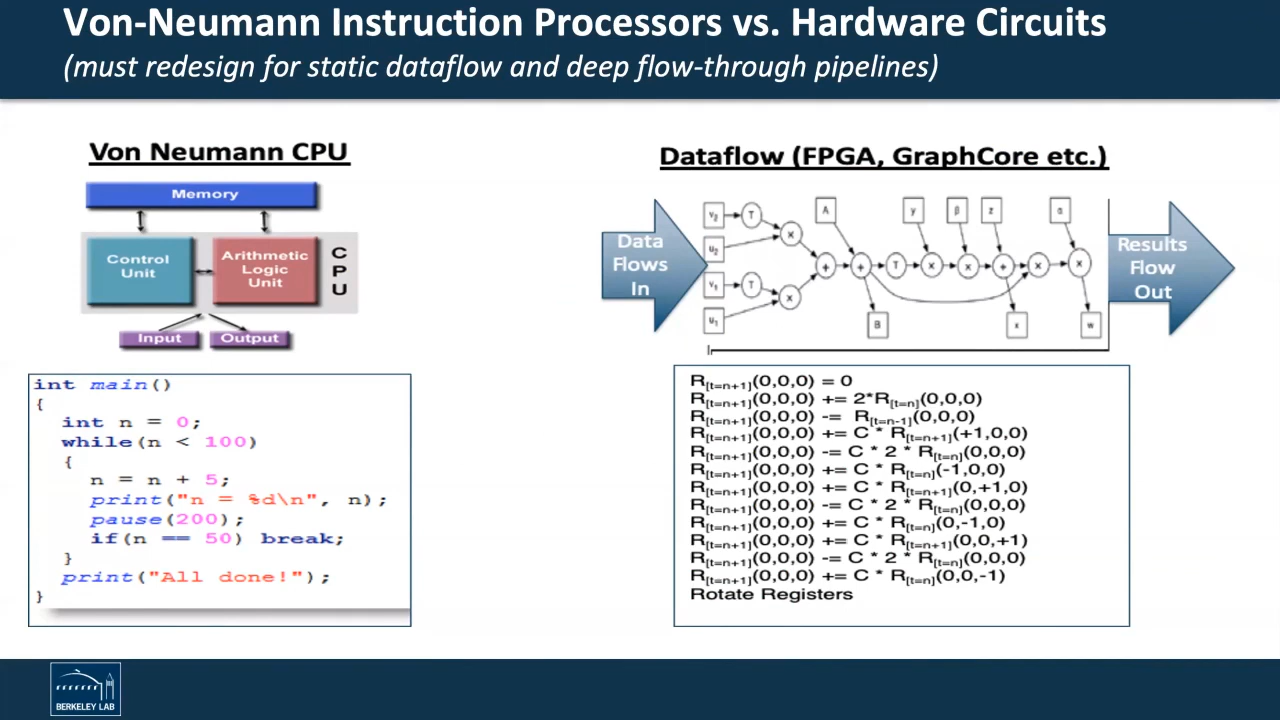 Von-Neumann Instruction Processors vs. Hardware Circuits
(must redesign for static dataflow and deep flow-through pipelines)
Von Neumann CPU
Memory
Control
Unit
Arithmetic
Logic
Unit
C
P
U
Input
Output
int main()
{
int n = 0;
while(n < 100)
{
n = n + 5;
print("n = %d\n", n);
pause(200);
if(n == 50) break;
}
print("All done!");
}
Dataflow (FPGA, GraphCore etc.)
Data
Flows
In
v₂
T
u₂
x
v₁
T
u₁
x
+
A
+
B
T
y
x
β
x
z
+
x
x
α
x
w
Results
Flow
Out
R[t=n+1](0,0,0) = 0
R[t=n+1](0,0,0) += 2*R[t=n](0,0,0)
R[t=n+1](0,0,0) -= R[t=n-1](0,0,0)
R[t=n+1](0,0,0) += C * R[t=n+1](+1,0,0)
R[t=n+1](0,0,0) -= C * 2 * R[t=n](0,0,0)
R[t=n+1](0,0,0) += C * R[t=n](-1,0,0)
R[t=n+1](0,0,0) += C * R[t=n+1](0,+1,0)
R[t=n+1](0,0,0) -= C * 2 * R[t=n](0,0,0)
R[t=n+1](0,0,0) += C * R[t=n](0,-1,0)
R[t=n+1](0,0,0) += C * R[t=n+1](0,0,+1)
R[t=n+1](0,0,0) -= C * 2 * R[t=n](0,0,0)
R[t=n+1](0,0,0) += C * R[t=n](0,0,-1)
Rotate Registers
BERKELEY LAB